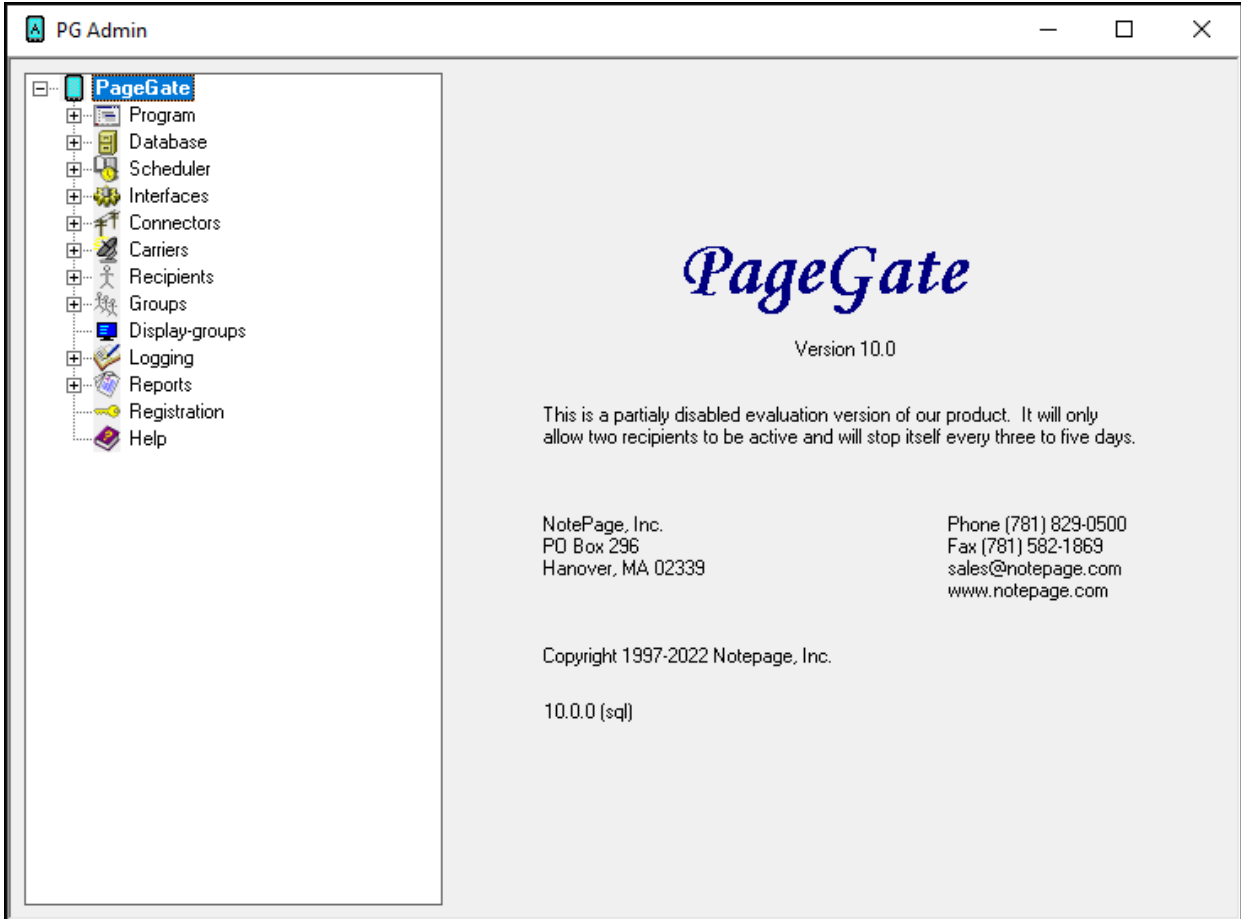 PG Admin
PageGate
Program
Database
Scheduler
Interfaces
Connectors
Carriers
Recipients
Groups
Display-groups
Logging
Reports
Registration
Help
PageGate
Version 10.0
This is a partialy disabled evaluation version of our product. It will only
allow two recipients to be active and will stop itself every three to five days.
NotePage, Inc.
PO Box 296
Hanover, MA 02339
Phone (781) 829-0500
Fax (781) 582-1869
sales@notepage.com
www.notepage.com
Copyright 1997-2022 Notepage, Inc.
10.0.0 (sql)